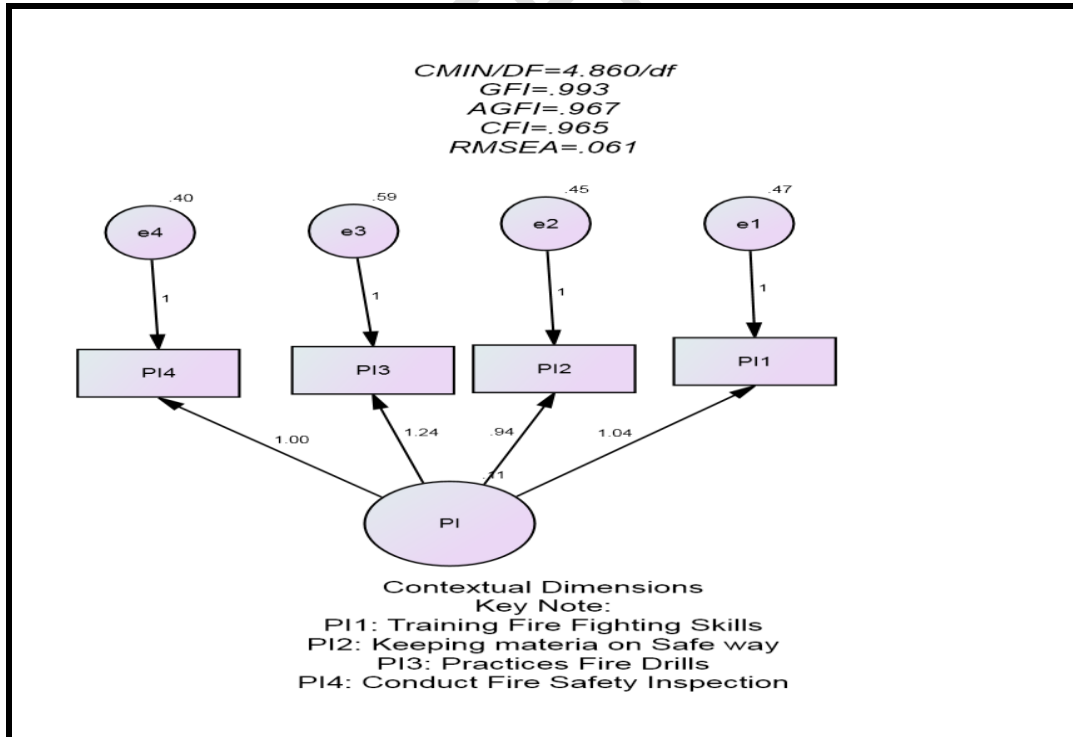 CMIN/DF=4.860/df
GFI=.993
AGFI=.967
CFI=.965
RMSEA=.061
.40 .59 .45 .47
e4 e3 e2 e1
1 1 1 1
PI4 PI3 PI2 PI1
1.00 1.24 .94 1.04
.11
PI
Contextual Dimensions
Key Note:
PI1: Training Fire Fighting Skills
PI2: Keeping materia on Safe way
PI3: Practices Fire Drills
PI4: Conduct Fire Safety Inspection